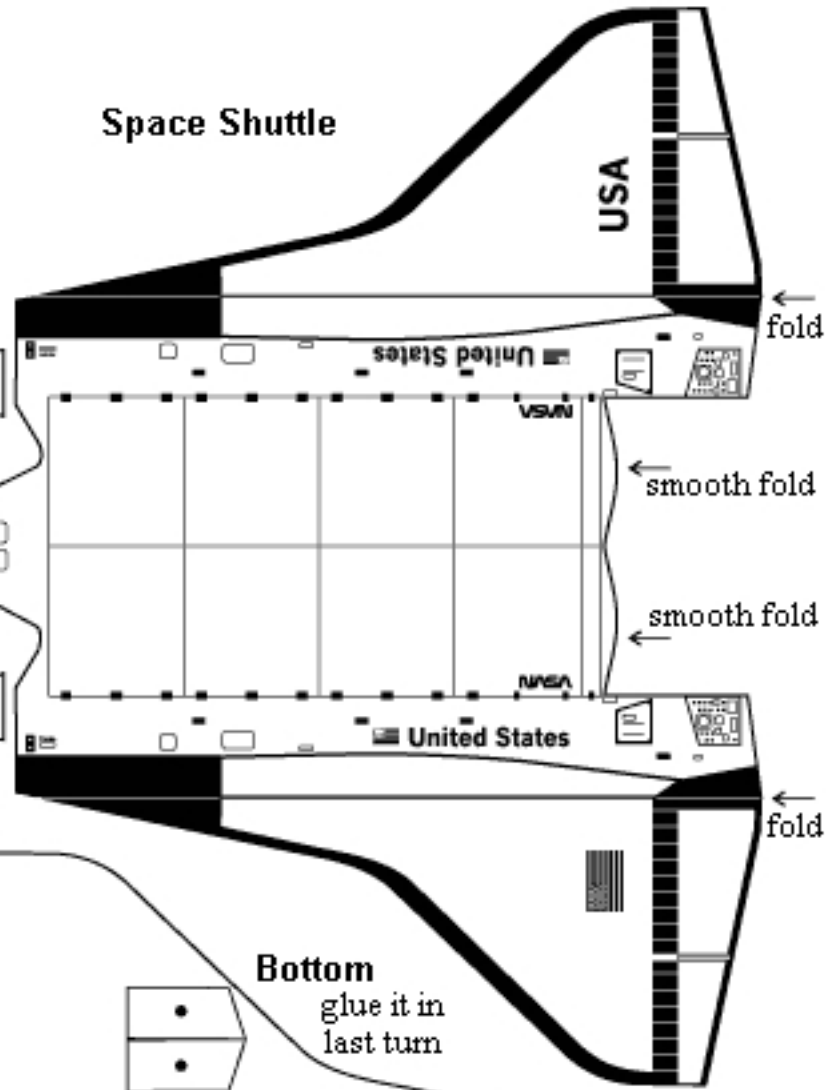 Space Shuttle
USA
fold
United States
NASA
smooth fold
smooth fold
NASA
United States
fold
Bottom
glue it in
last turn